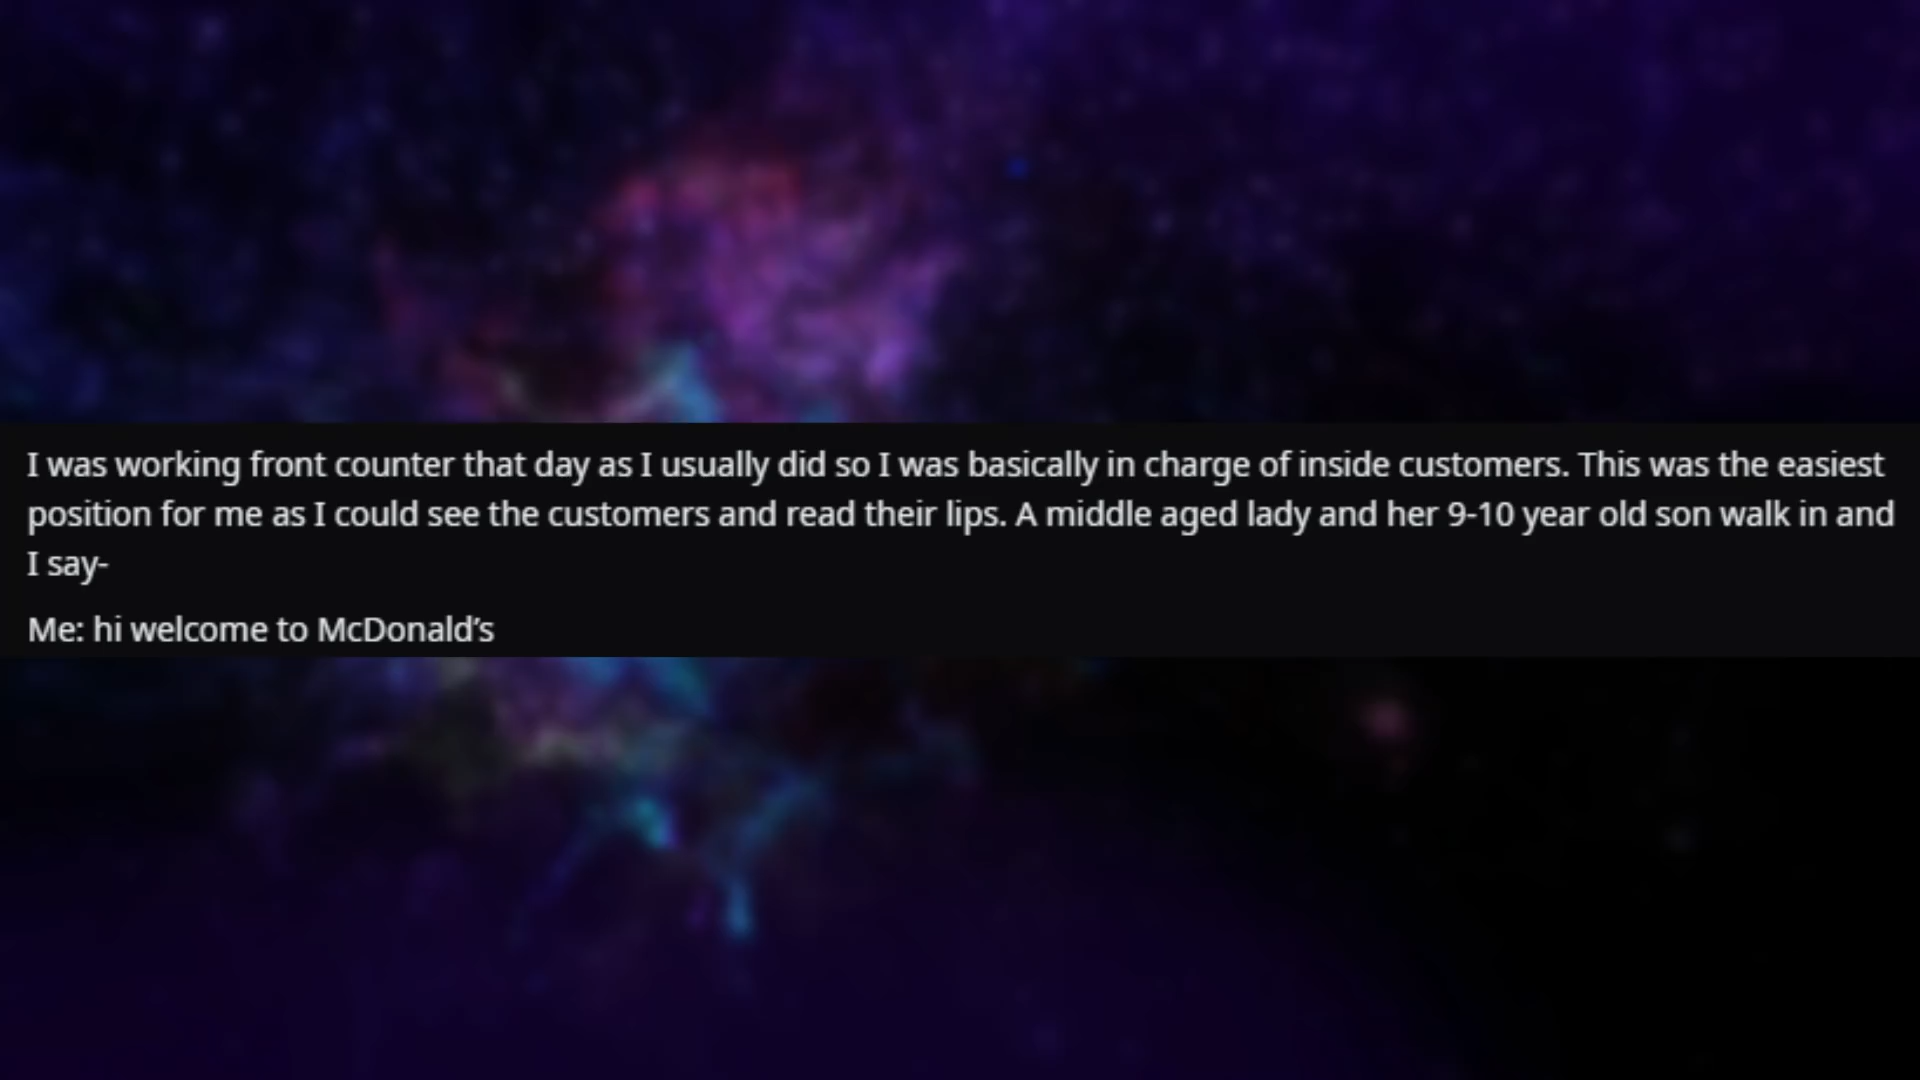 I was working front counter that day as I usually did so I was basically in charge of inside customers. This was the easiest
position for me as I could see the customers and read their lips. A middle aged lady and her 9-10 year old son walk in and
I say-
Me: hi welcome to McDonald’s